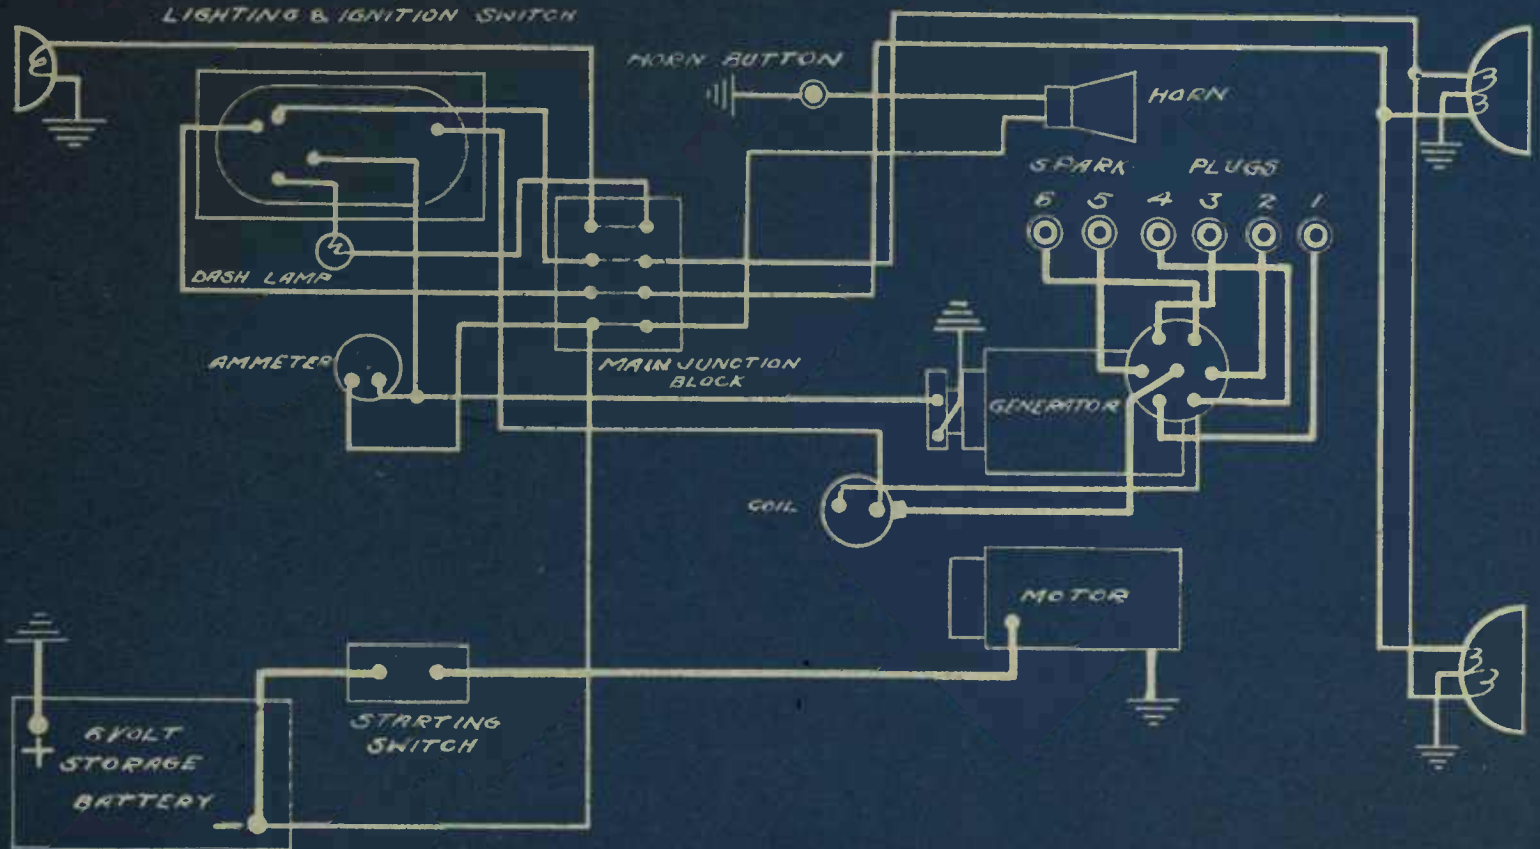 LIGHTING & IGNITION SWITCH
HORN BUTTON
HORN
SPARK PLUGS
6 5 4 3 2 1
DASH LAMP
AMMETER
MAIN JUNCTION
BLOCK
GENERATOR
COIL
MOTOR
STARTING
SWITCH
6 VOLT
+ STORAGE
BATTERY
-